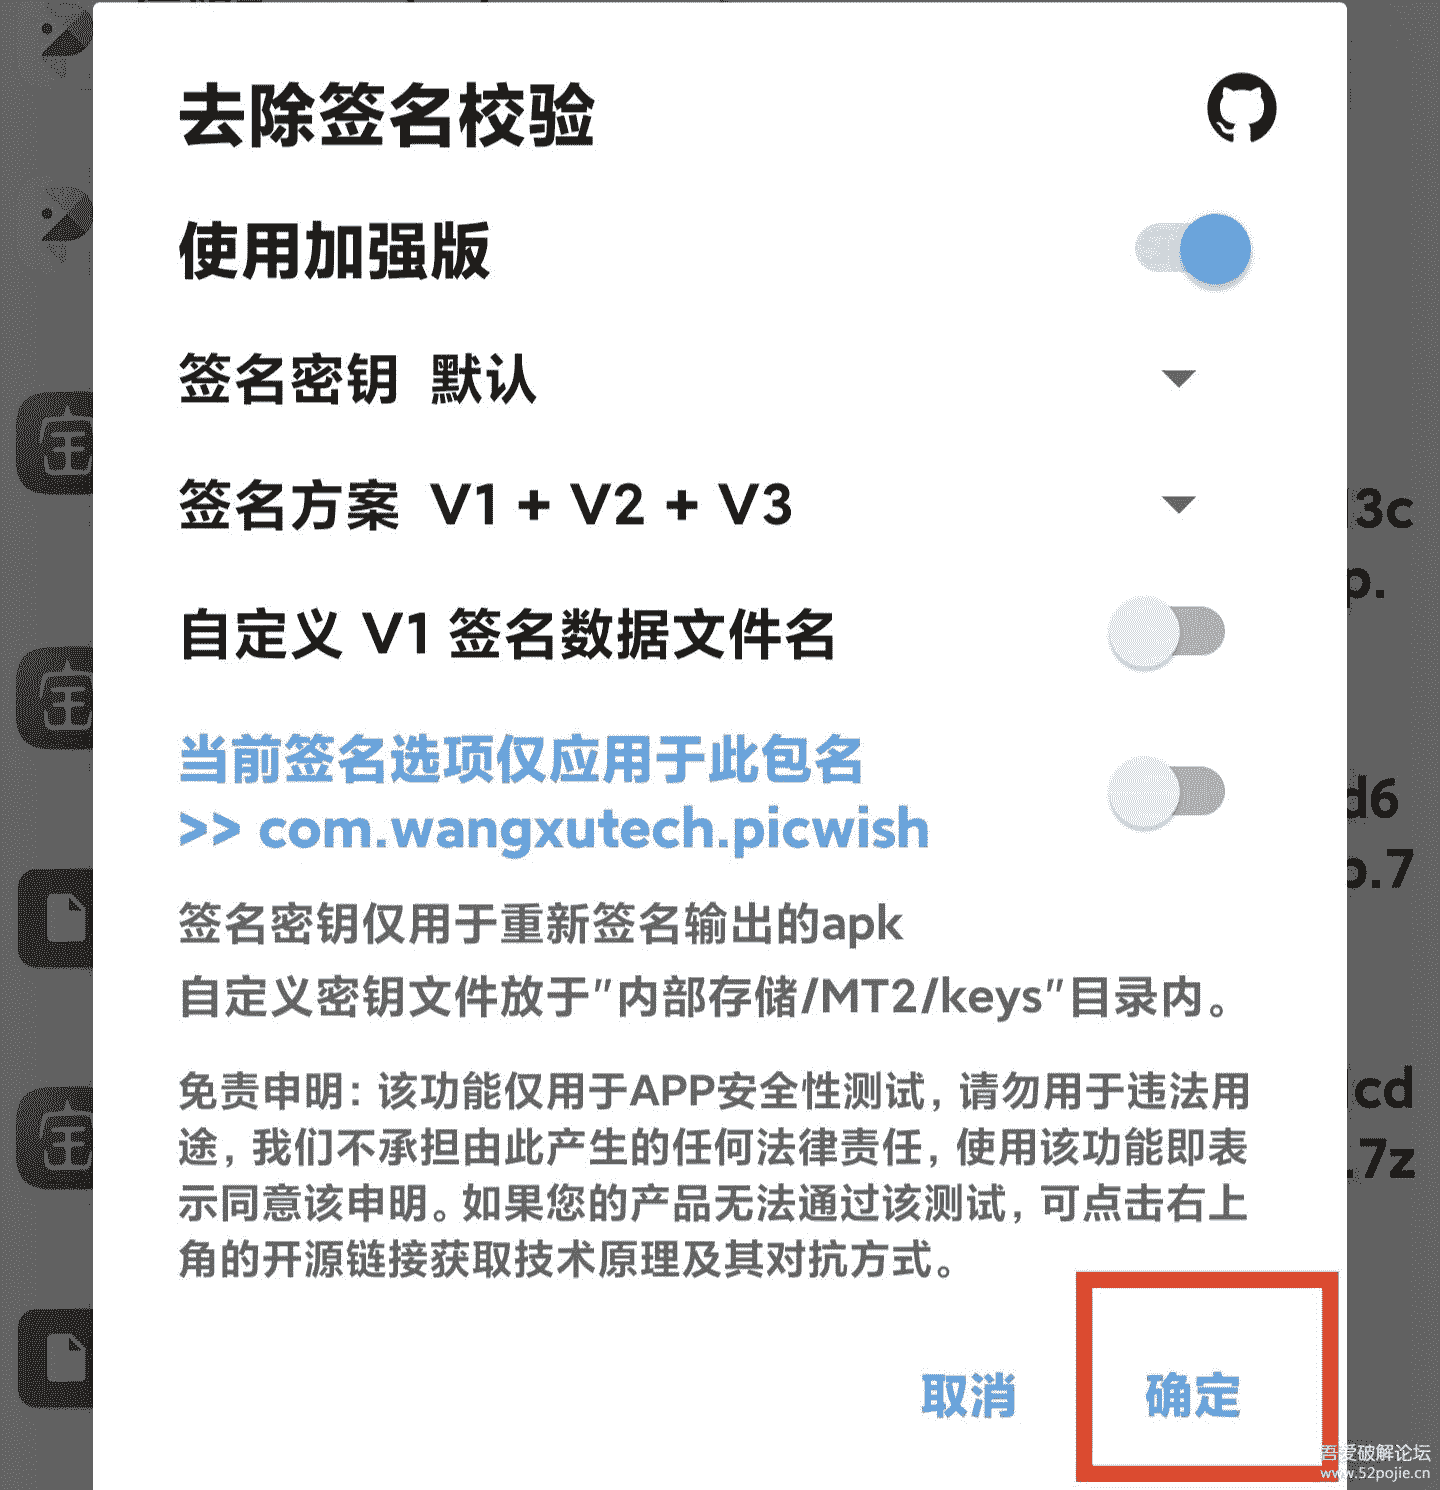 去除签名校验
使用加强版
签名密钥 默认
签名方案 V1 + V2 + V3
3c
p.
自定义 V1 签名数据文件名
当前签名选项仅应用于此包名
>> com.wangxutech.picwish
d6
p.7
签名密钥仅用于重新签名输出的apk
自定义密钥文件放于"内部存储/MT2/keys"目录内。
免责申明：该功能仅用于APP安全性测试，请勿用于违法用
途，我们不承担由此产生的任何法律责任，使用该功能即表
示同意该申明。如果您的产品无法通过该测试，可点击右上
角的开源链接获取技术原理及其对抗方式。
cd
.7z
取消
确定
吾爱破解论坛
www.52pojie.cn